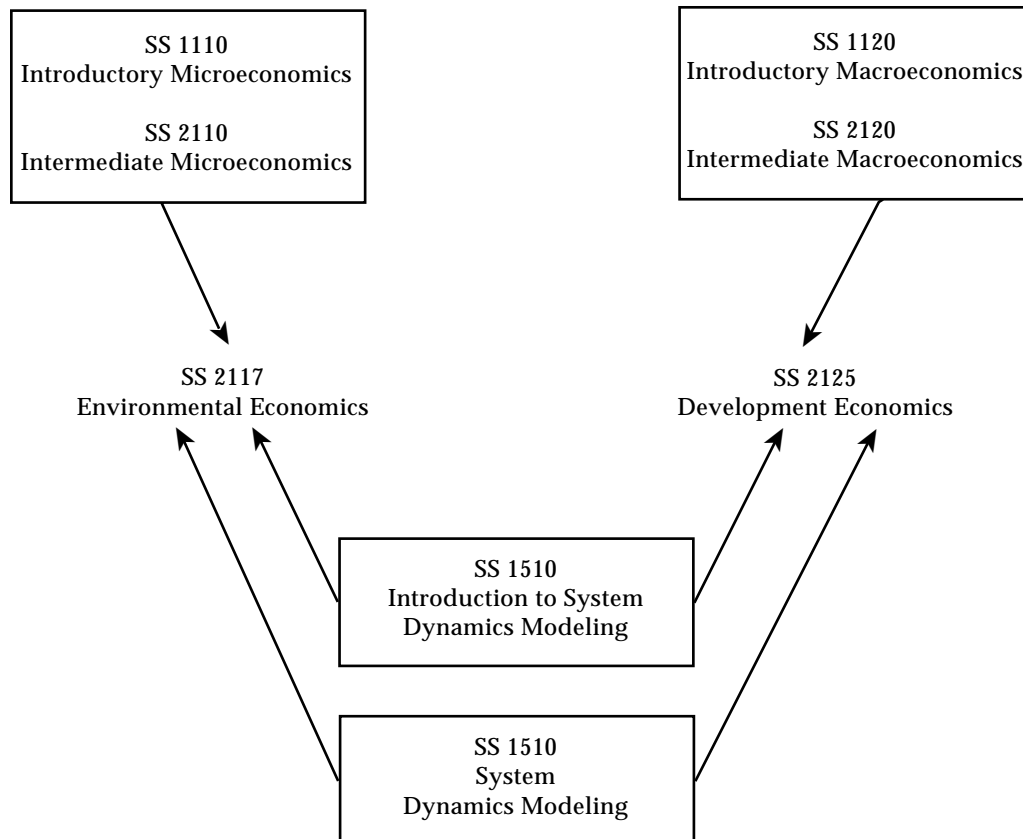 SS 1110
Introductory Microeconomics
SS 2110
Intermediate Microeconomics
SS 1120
Introductory Macroeconomics
SS 2120
Intermediate Macroeconomics
SS 2117
Environmental Economics
SS 2125
Development Economics
SS 1510
Introduction to System
Dynamics Modeling
SS 1510
System
Dynamics Modeling